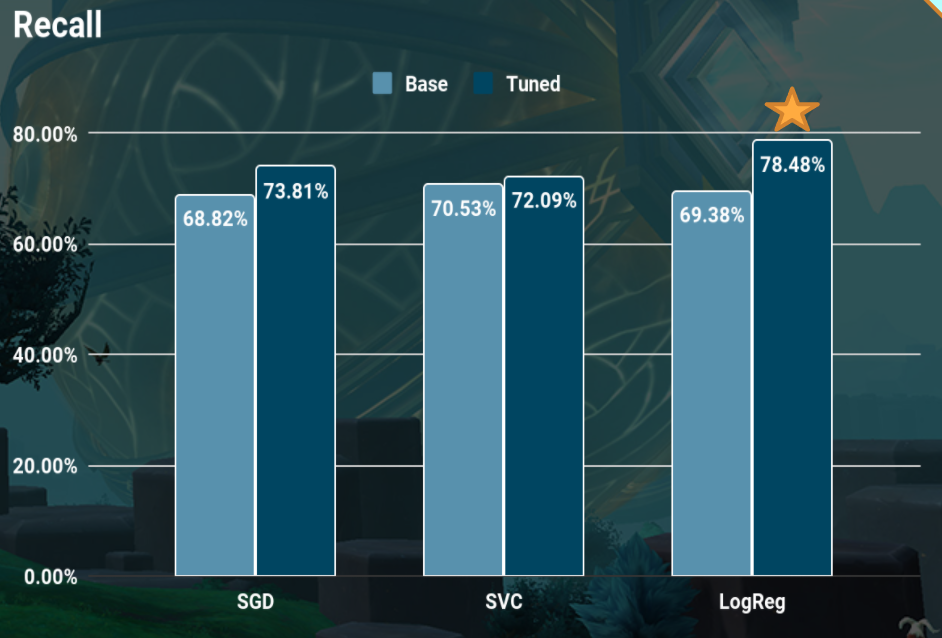 Recall
Base Tuned
80.00%
60.00%
40.00%
20.00%
0.00%
68.82% 73.81% 70.53% 72.09% 69.38% 78.48%
SGD SVC LogReg